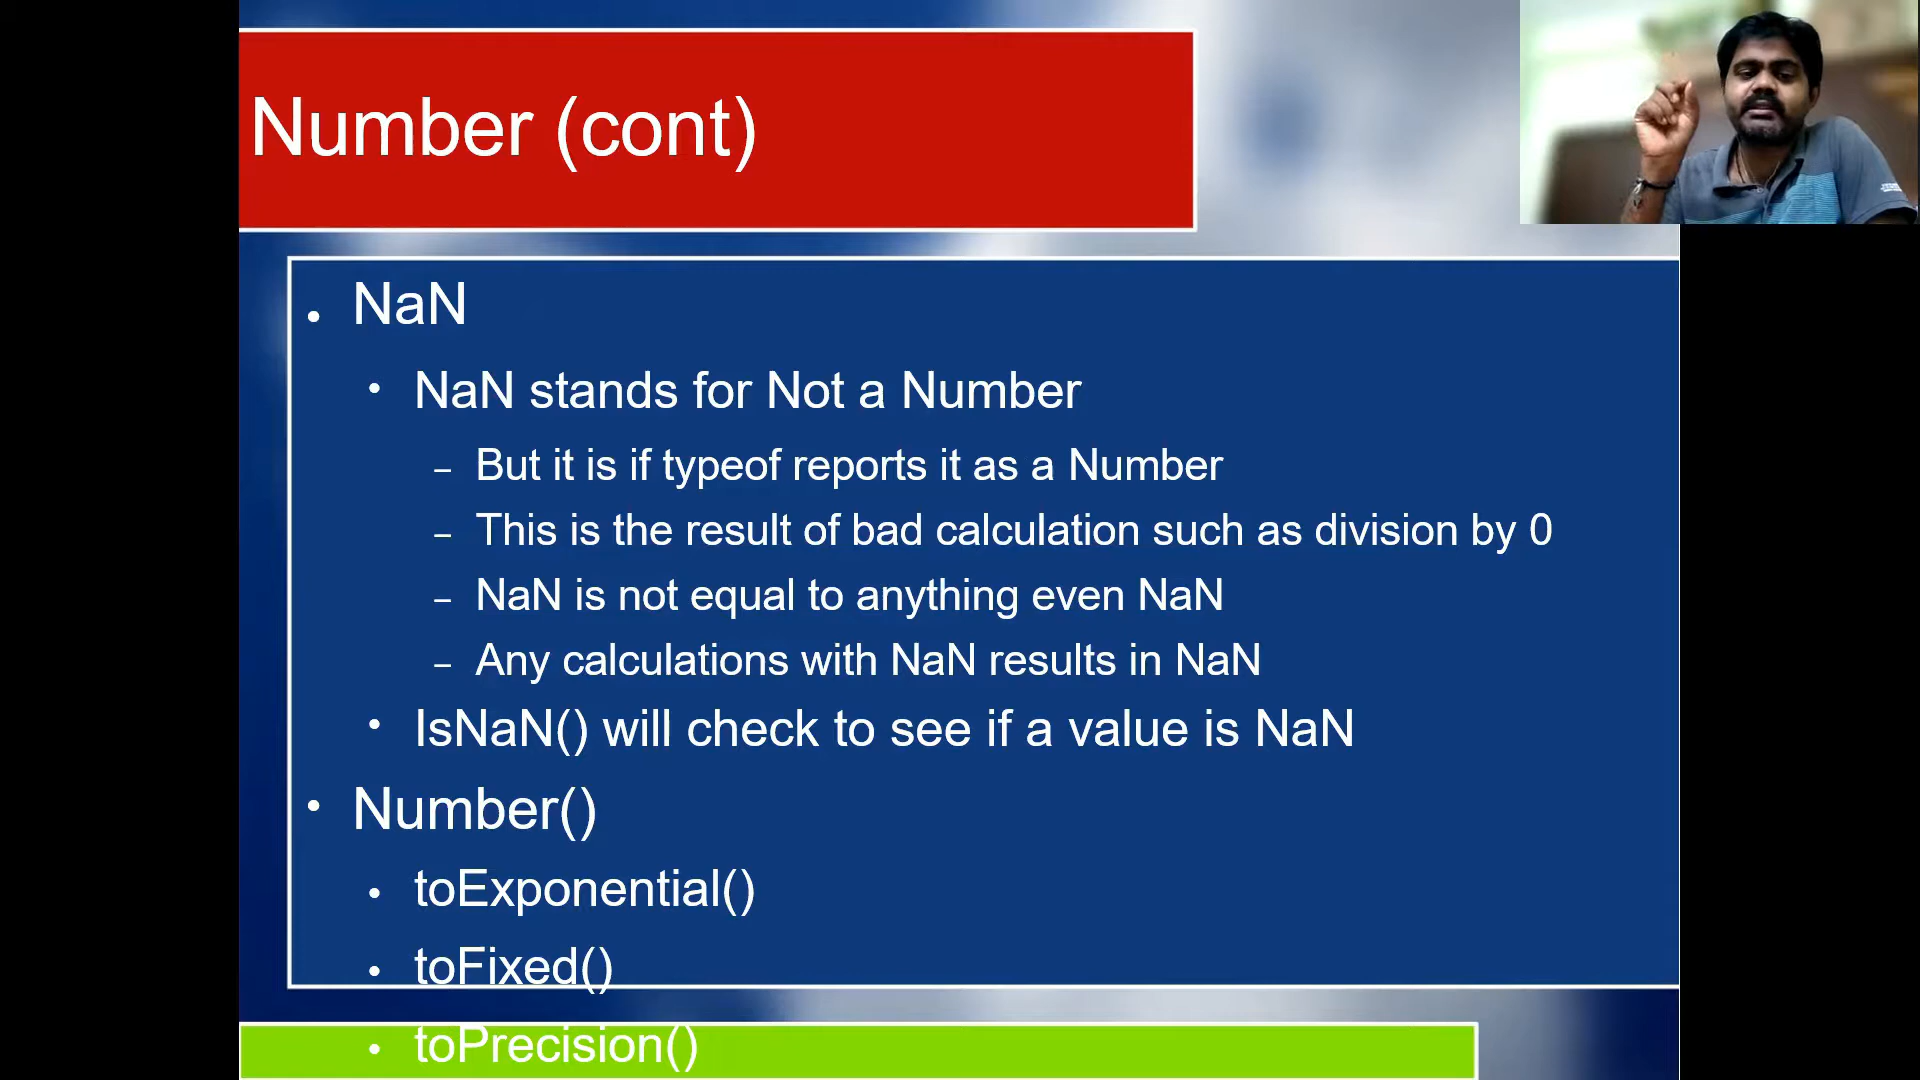 Number (cont)
• NaN
• NaN stands for Not a Number
– But it is if typeof reports it as a Number
– This is the result of bad calculation such as division by 0
– NaN is not equal to anything even NaN
– Any calculations with NaN results in NaN
• IsNaN() will check to see if a value is NaN
• Number()
• toExponential()
• toFixed()
• toPrecision()